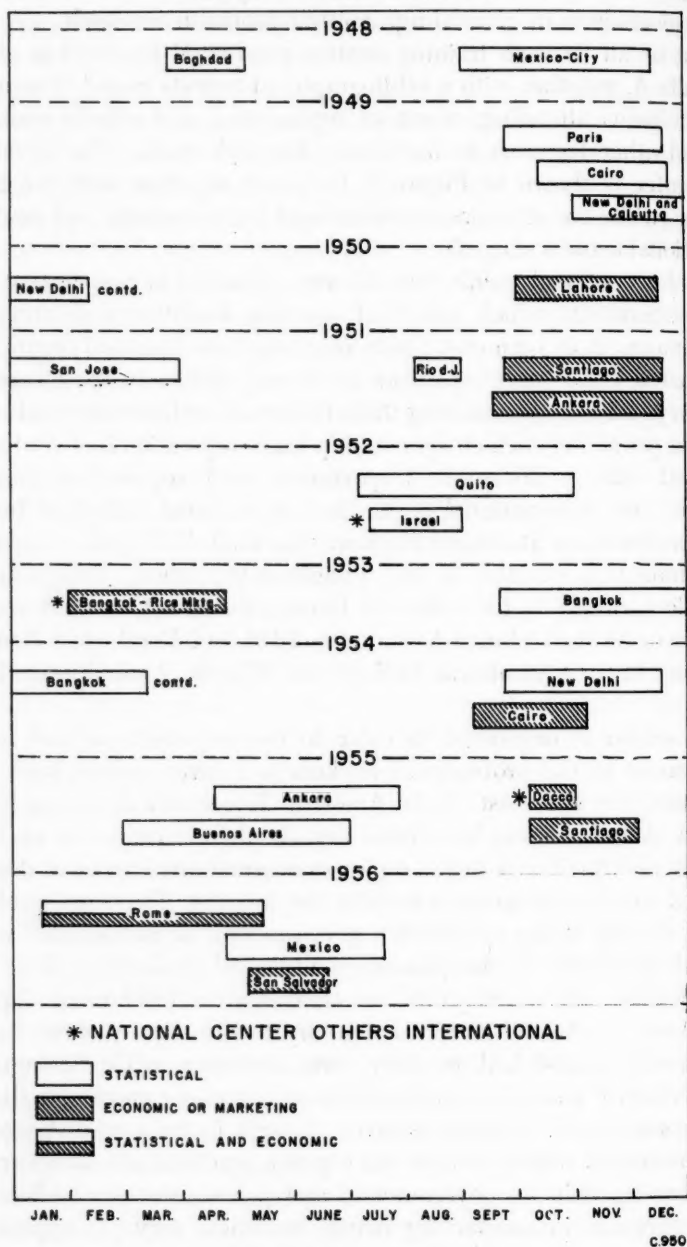 1948
Baghdad Mexico-City
1949
Paris
Cairo
New Delhi and
Calcutta
1950
New Delhi contd. Lahore
1951
San Jose Rio d-J. Santiago
Ankara
1952
Quito
* Israel
1953
* Bangkok - Rice Mktg. Bangkok
1954
Bangkok contd. New Delhi
Cairo
1955
Ankara * Dacca
Buenos Aires Santiago
1956
Rome
Mexico
San Salvador
* NATIONAL CENTER OTHERS INTERNATIONAL
STATISTICAL
ECONOMIC OR MARKETING
STATISTICAL AND ECONOMIC
JAN. FEB. MAR. APR. MAY JUNE JULY SEPT OCT. NOV. DEC.
C.950